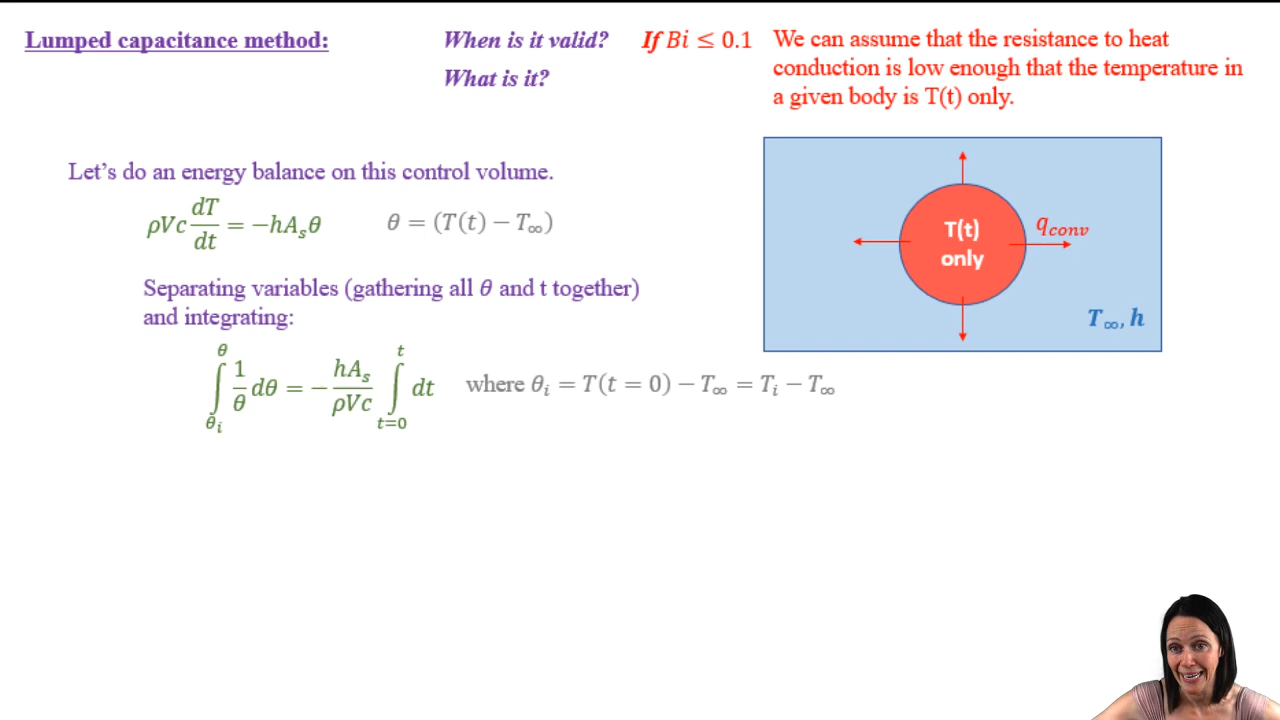 Lumped capacitance method:
When is it valid?
If Bi ≤ 0.1
We can assume that the resistance to heat
conduction is low enough that the temperature in
a given body is T(t) only.
What is it?
Let's do an energy balance on this control volume.
ρVc dT/dt = −hA_sθ
θ = (T(t) − T_∞)
Separating variables (gathering all θ and t together)
and integrating:
∫_{θ_i}^{θ} 1/θ dθ = − hA_s/ρVc ∫_{t=0}^{t} dt
where θ_i = T(t = 0) − T_∞ = T_i − T_∞
T(t)
only
q_conv
T_∞, h